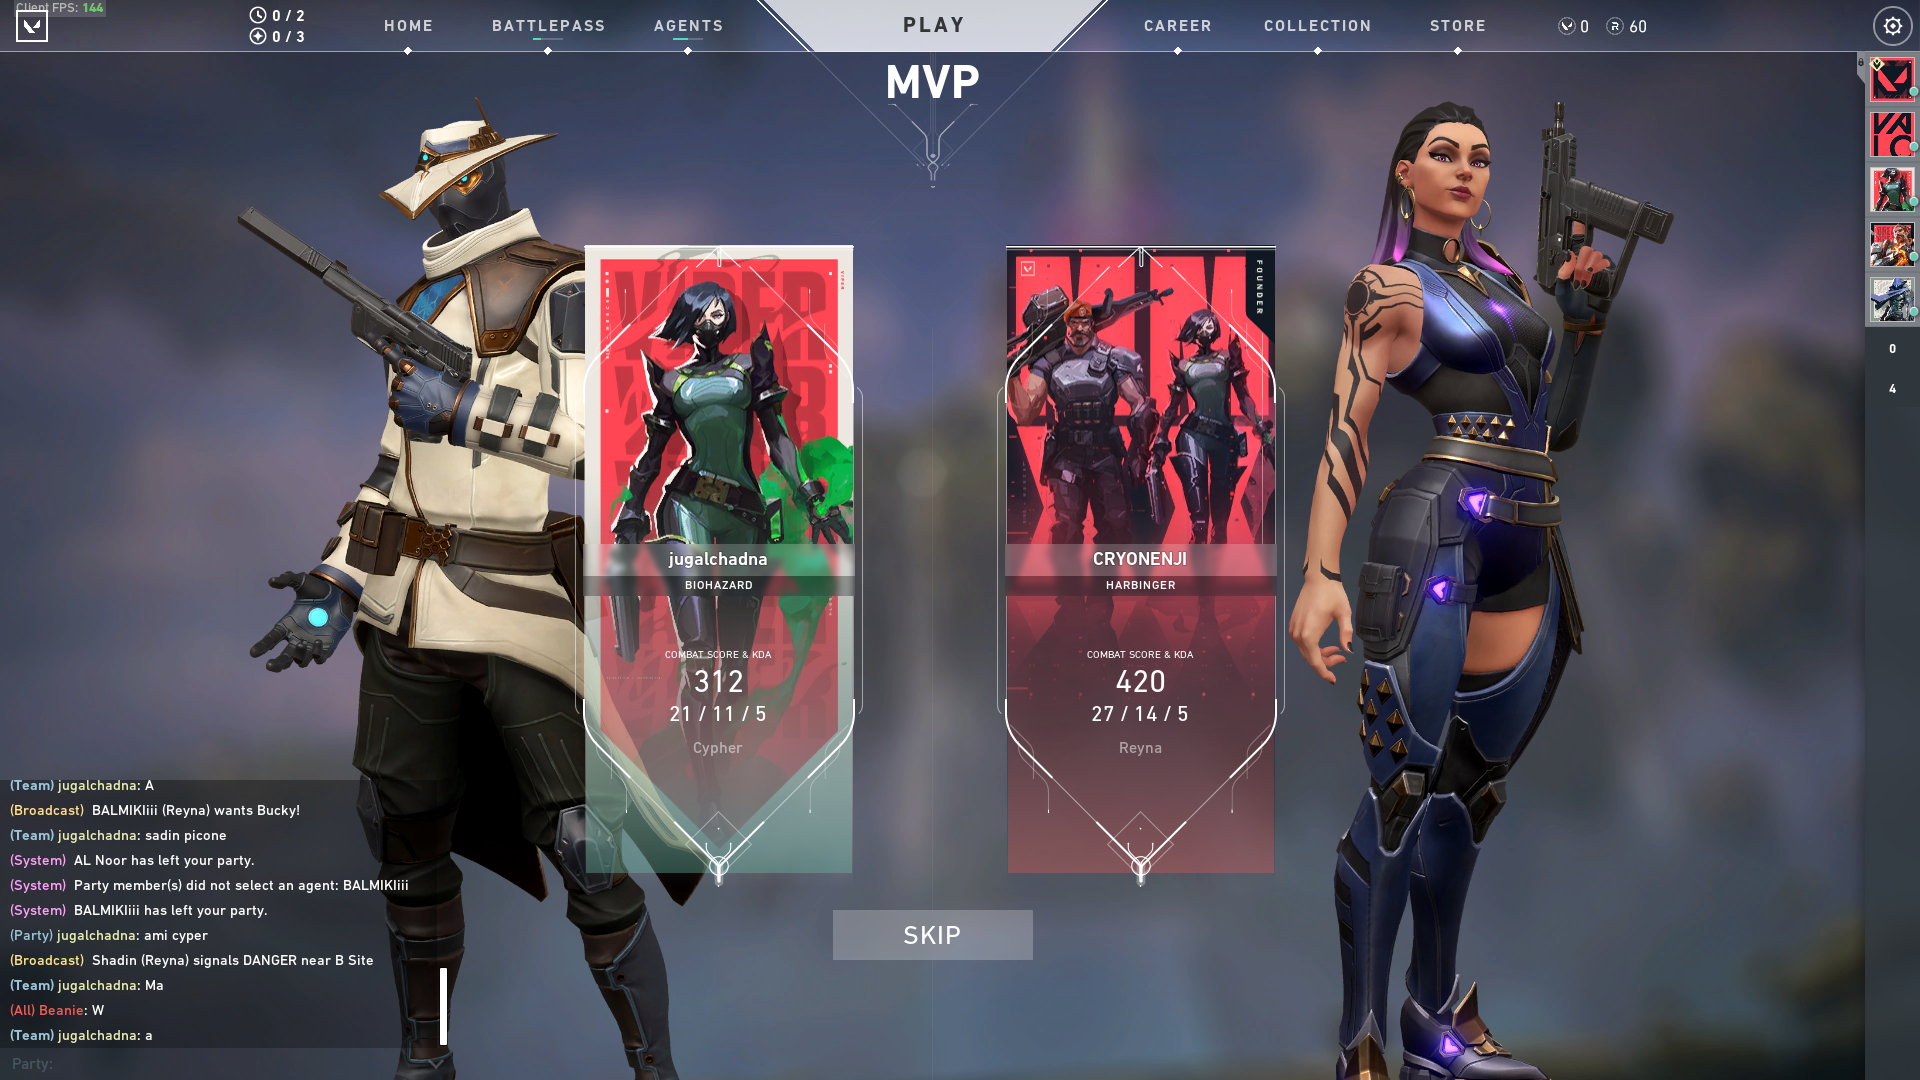 Client FPS: 144
0 / 2
0 / 3
HOME
BATTLEPASS
AGENTS
PLAY
CAREER
COLLECTION
STORE
0
60
MVP
VIPER
FOUNDER
jugalchadna
BIOHAZARD
COMBAT SCORE & KDA
312
21 / 11 / 5
Cypher
CRYONENJI
HARBINGER
COMBAT SCORE & KDA
420
27 / 14 / 5
Reyna
0
4
(Team) jugalchadna: A
(Broadcast) BALMIKIiii (Reyna) wants Bucky!
(Team) jugalchadna: sadin picone
(System) AL Noor has left your party.
(System) Party member(s) did not select an agent: BALMIKIiii
(System) BALMIKIiii has left your party.
(Party) jugalchadna: ami cyper
(Broadcast) Shadin (Reyna) signals DANGER near B Site
(Team) jugalchadna: Ma
(All) Beanie: W
(Team) jugalchadna: a
Party:
SKIP